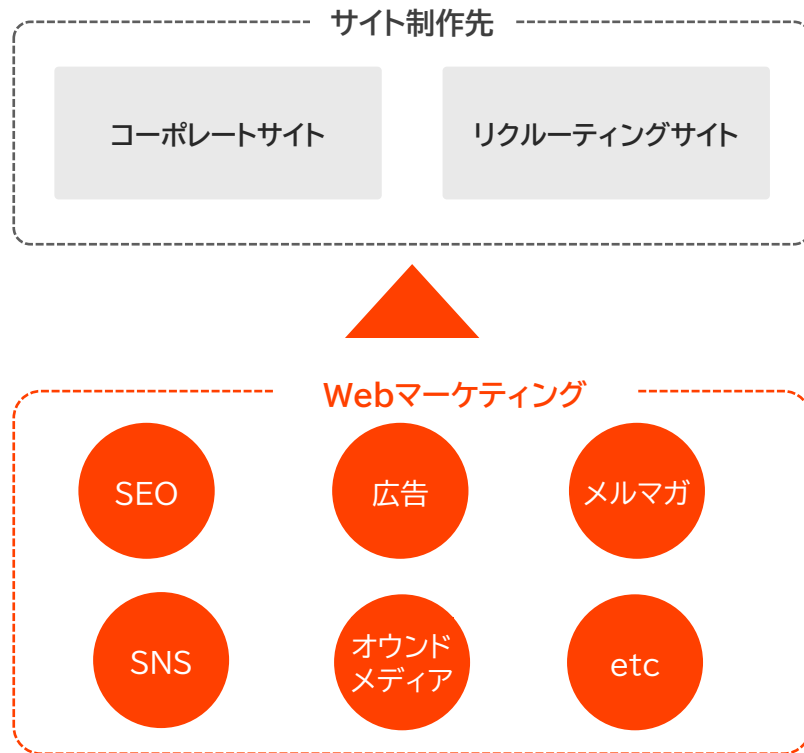 サイト制作先
コーポレートサイト
リクルーティングサイト
Webマーケティング
SEO
広告
メルマガ
SNS
オウンド
メディア
etc